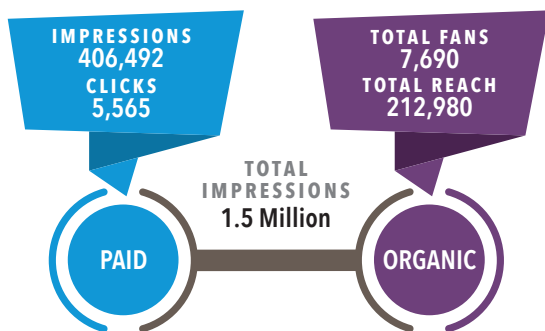 IMPRESSIONS
406,492
CLICKS
5,565
TOTAL FANS
7,690
TOTAL REACH
212,980
TOTAL
IMPRESSIONS
1.5 Million
PAID
ORGANIC